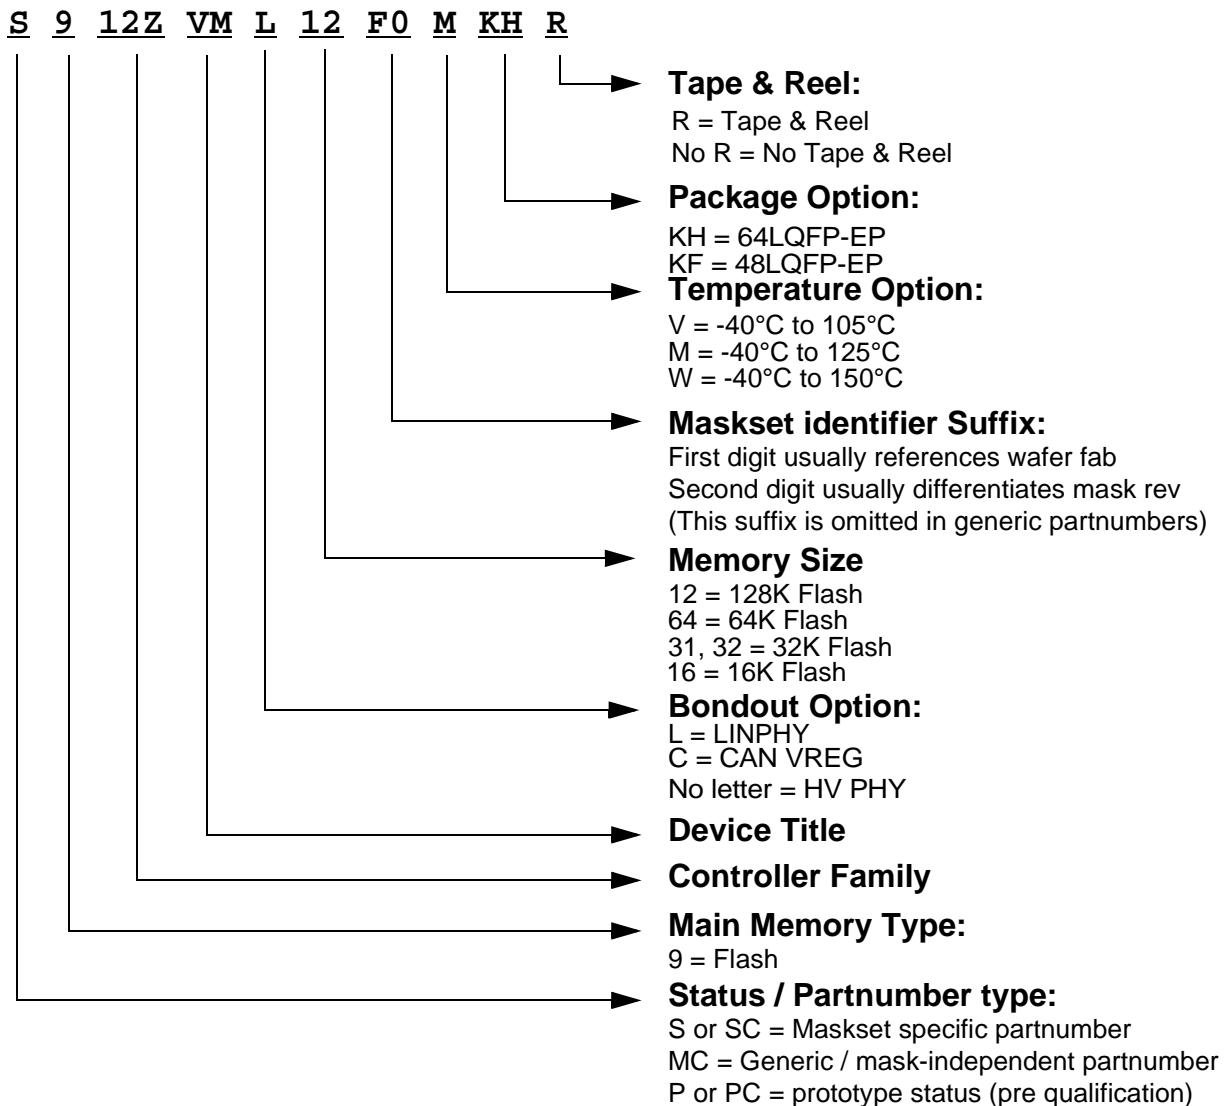 S 9 12Z VM L 12 F0 M KH R
Tape & Reel:
R = Tape & Reel
No R = No Tape & Reel
Package Option:
KH = 64LQFP-EP
KF = 48LQFP-EP
Temperature Option:
V = -40°C to 105°C
M = -40°C to 125°C
W = -40°C to 150°C
Maskset identifier Suffix:
First digit usually references wafer fab
Second digit usually differentiates mask rev
(This suffix is omitted in generic partnumbers)
Memory Size
12 = 128K Flash
64 = 64K Flash
31, 32 = 32K Flash
16 = 16K Flash
Bondout Option:
L = LINPHY
C = CAN VREG
No letter = HV PHY
Device Title
Controller Family
Main Memory Type:
9 = Flash
Status / Partnumber type:
S or SC = Maskset specific partnumber
MC = Generic / mask-independent partnumber
P or PC = prototype status (pre qualification)